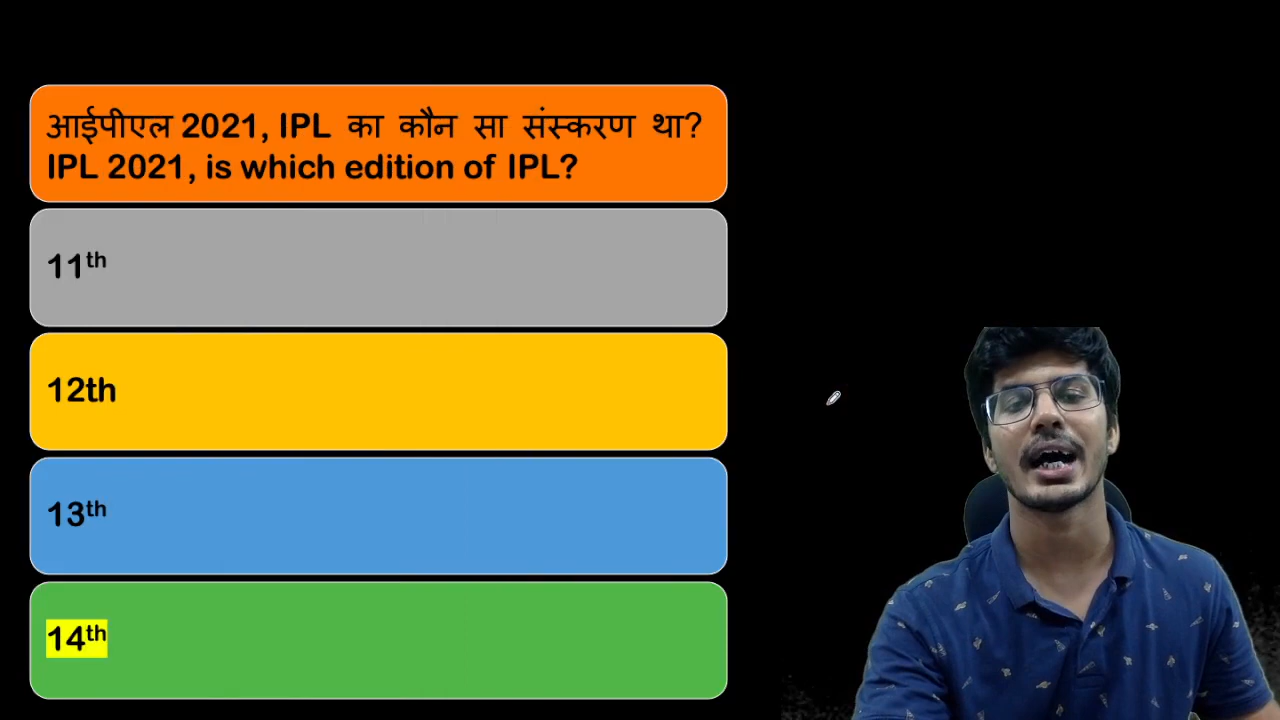 आईपीएल 2021, IPL का कौन सा संस्करण था?
IPL 2021, is which edition of IPL?
11th
12th
13th
14th